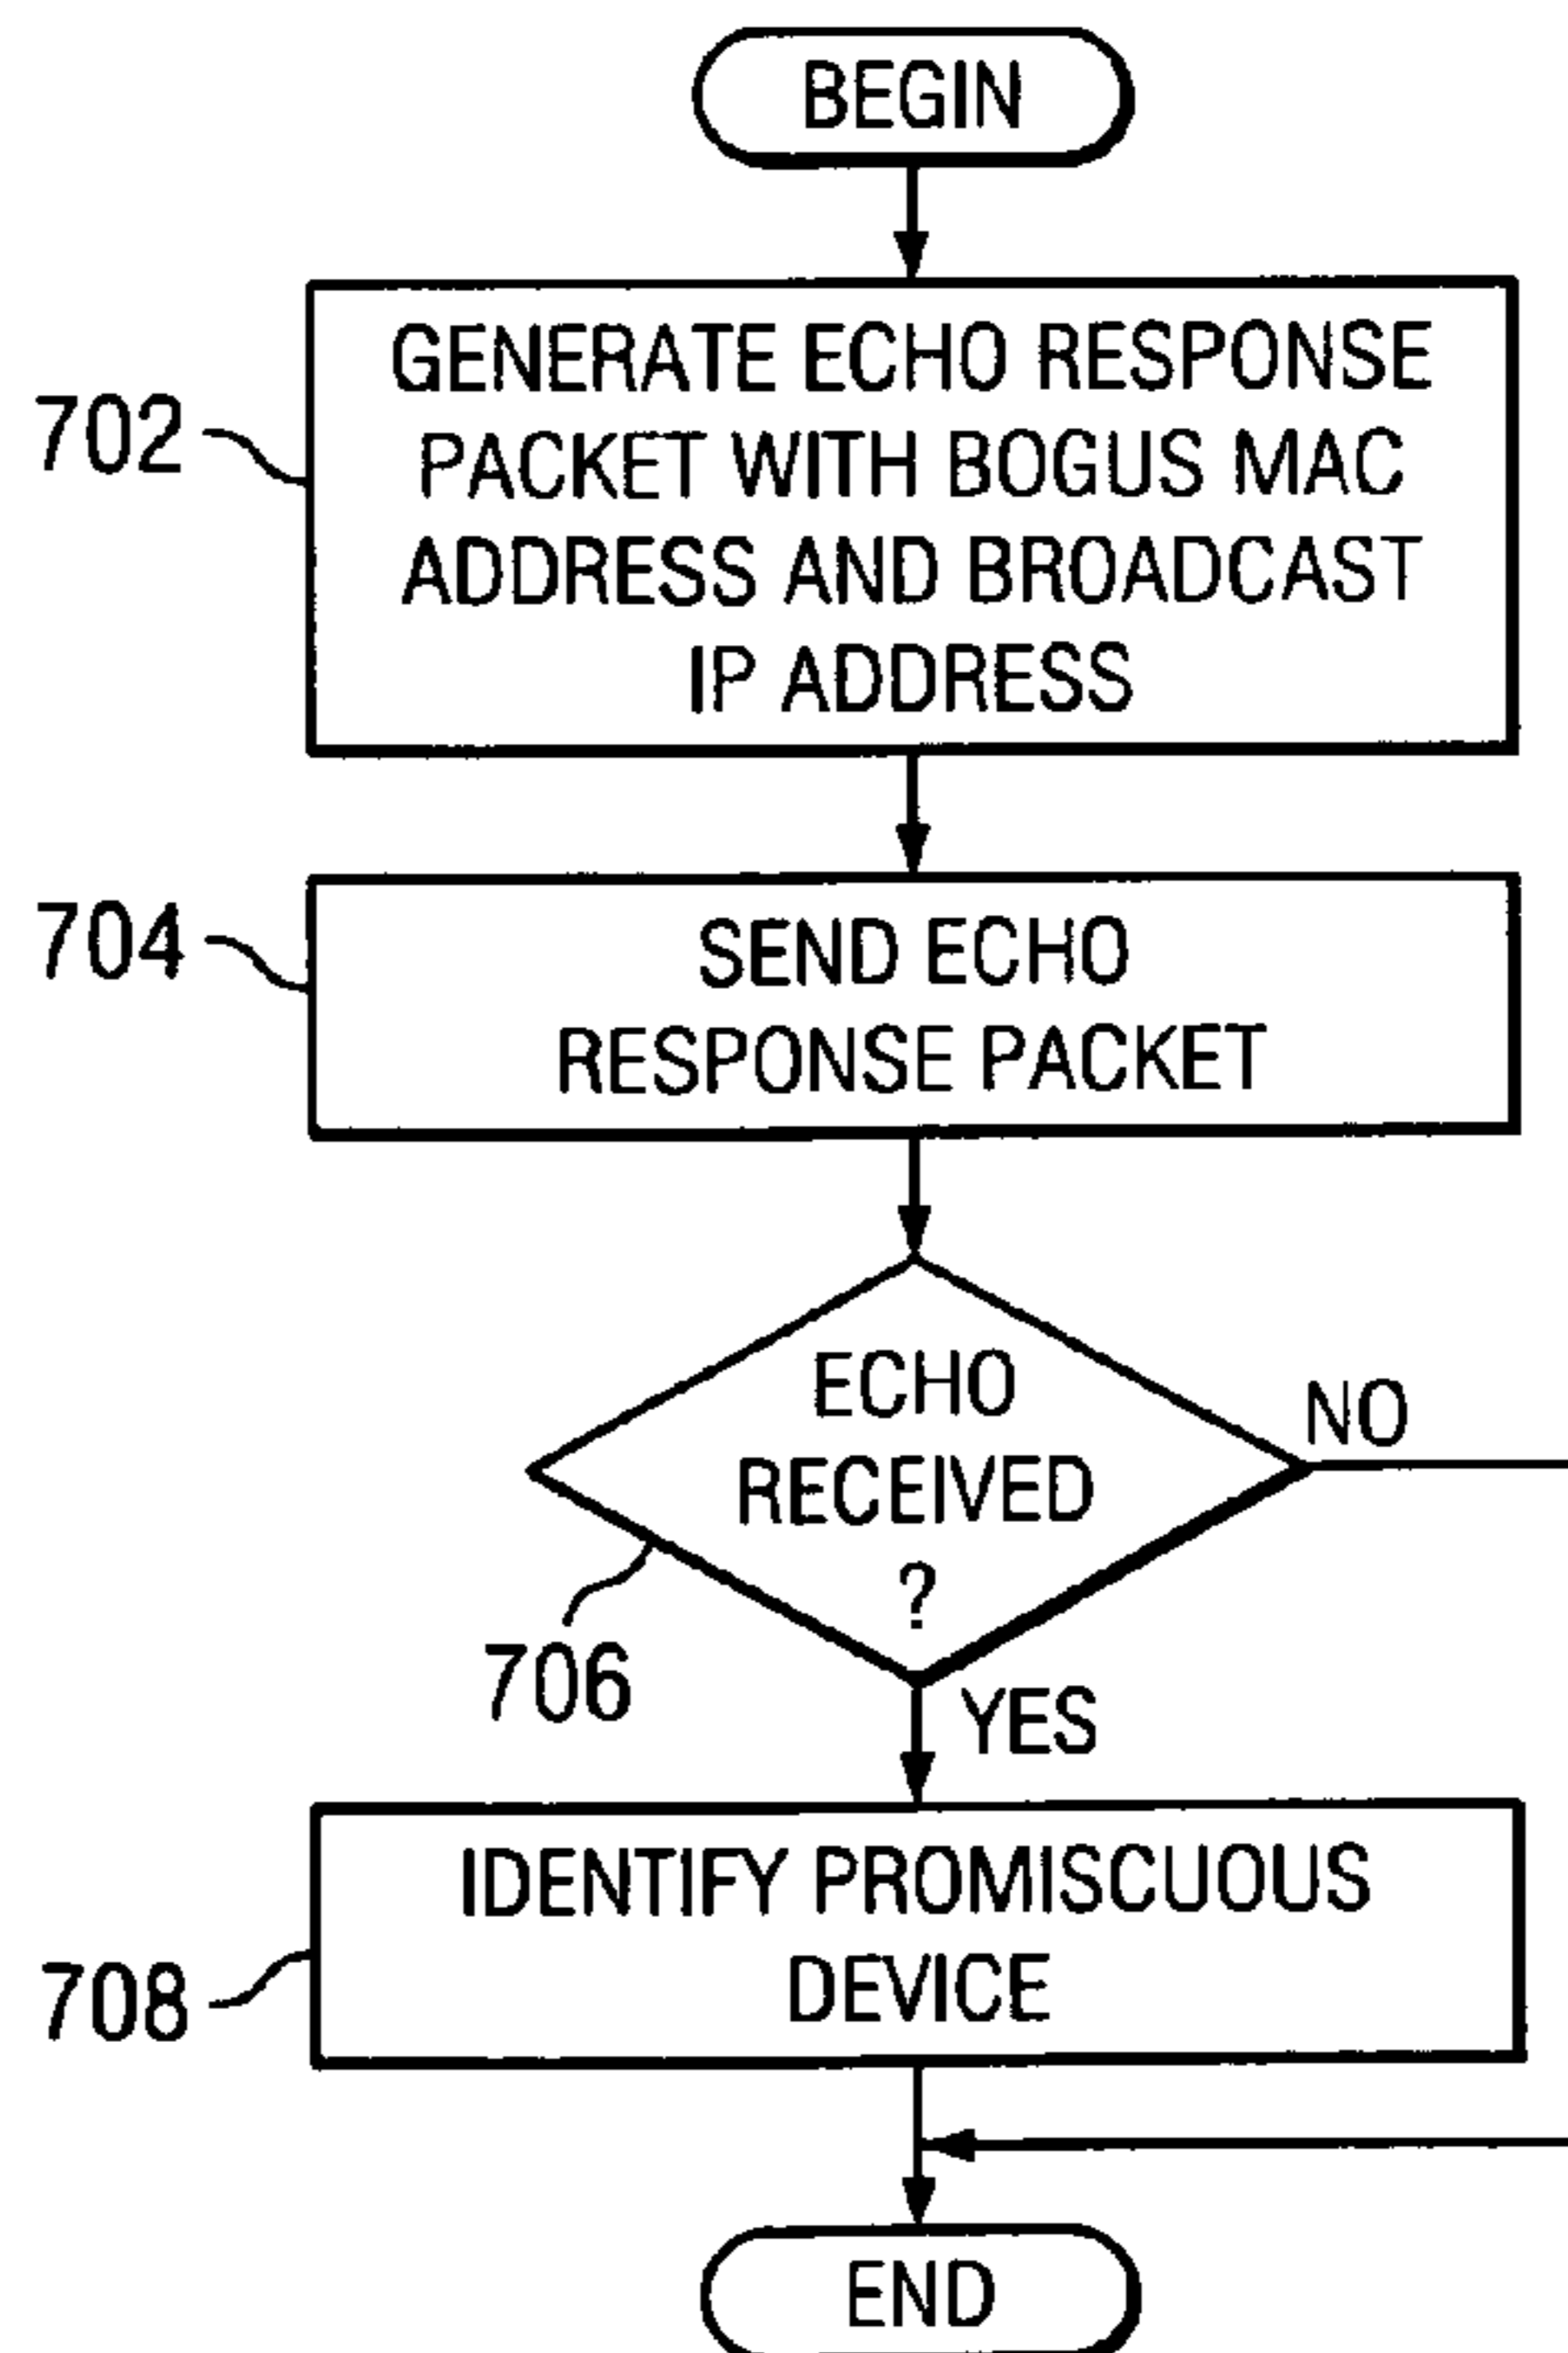 BEGIN
702
GENERATE ECHO RESPONSE
PACKET WITH BOGUS MAC
ADDRESS AND BROADCAST
IP ADDRESS
704
SEND ECHO
RESPONSE PACKET
ECHO
RECEIVED
?
NO
706
YES
IDENTIFY PROMISCUOUS
DEVICE
708
END